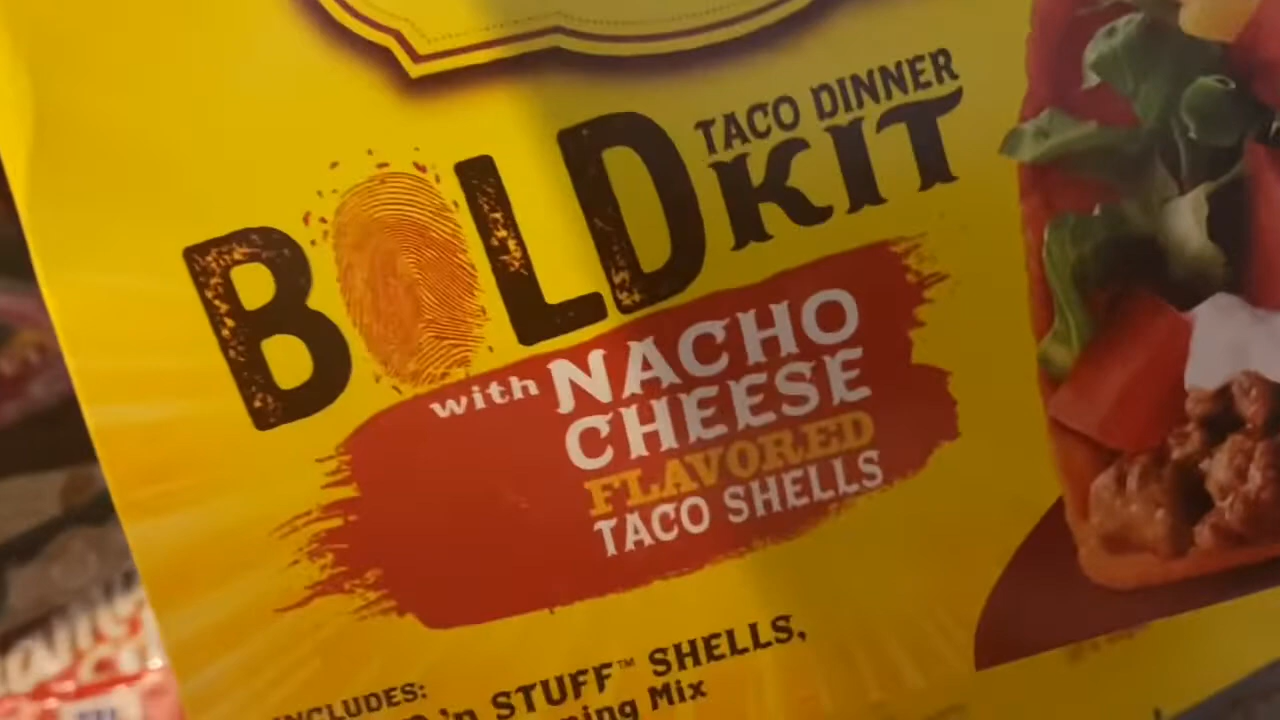 BOLD
TACO DINNER
KIT
with NACHO
CHEESE
FLAVORED
TACO SHELLS
INCLUDES:
'n STUFF™ SHELLS,
Mix